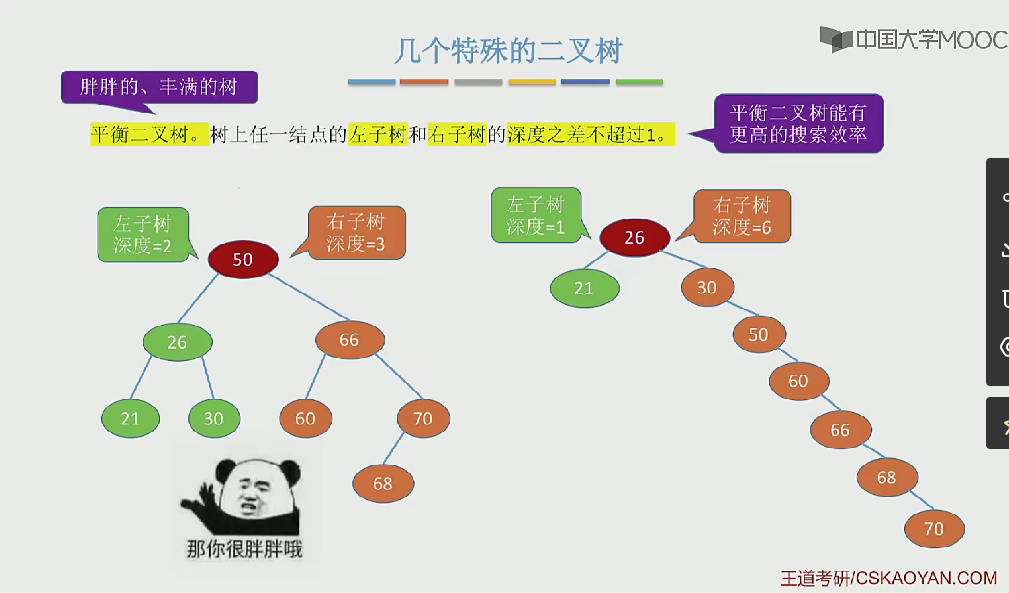 几个特殊的二叉树
中国大学MOOC
胖胖的、丰满的树
平衡二叉树。树上任一结点的左子树和右子树的深度之差不超过1。
平衡二叉树能有
更高的搜索效率
左子树
深度=2
右子树
深度=3
50
26
66
21
30
60
70
68
那你很胖胖哦
左子树
深度=1
右子树
深度=6
26
21
30
50
60
66
68
70
王道考研/CSKAOYAN.COM